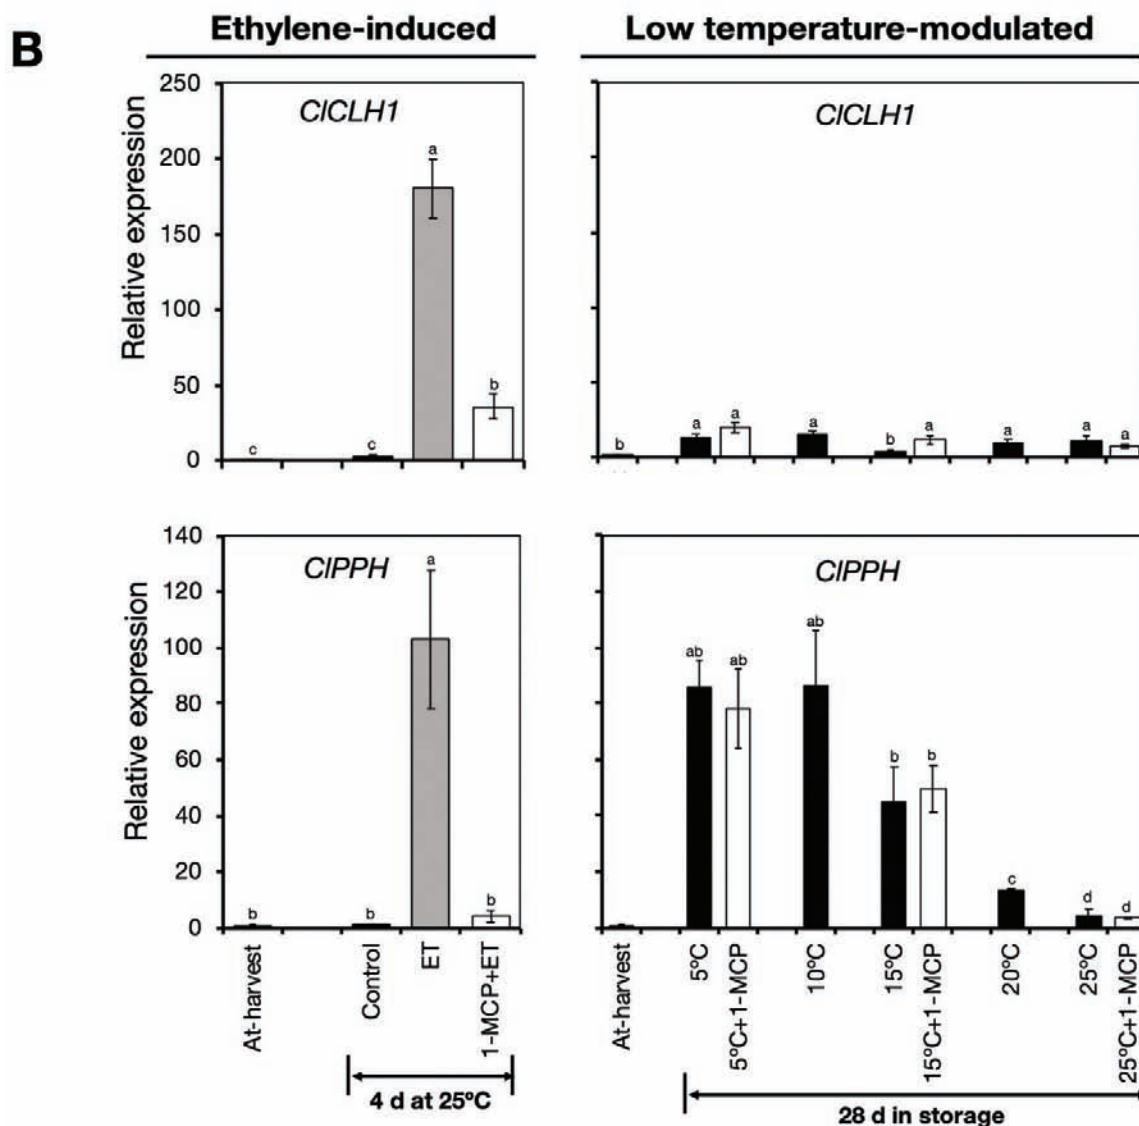 B
Ethylene-induced
Low temperature-modulated
Relative expression
250
200
150
100
50
0
ClCLH1
c
c
a
b
ClCLH1
b
a
a
a
b
a
a
a
a
Relative expression
140
120
100
80
60
40
20
0
ClPPH
b
b
a
b
ClPPH
ab
ab
ab
b
b
c
d
d
At-harvest
Control
ET
1-MCP+ET
4 d at 25ºC
At-harvest
5ºC
5ºC+1-MCP
10ºC
15ºC
15ºC+1-MCP
20ºC
25ºC
25ºC+1-MCP
28 d in storage